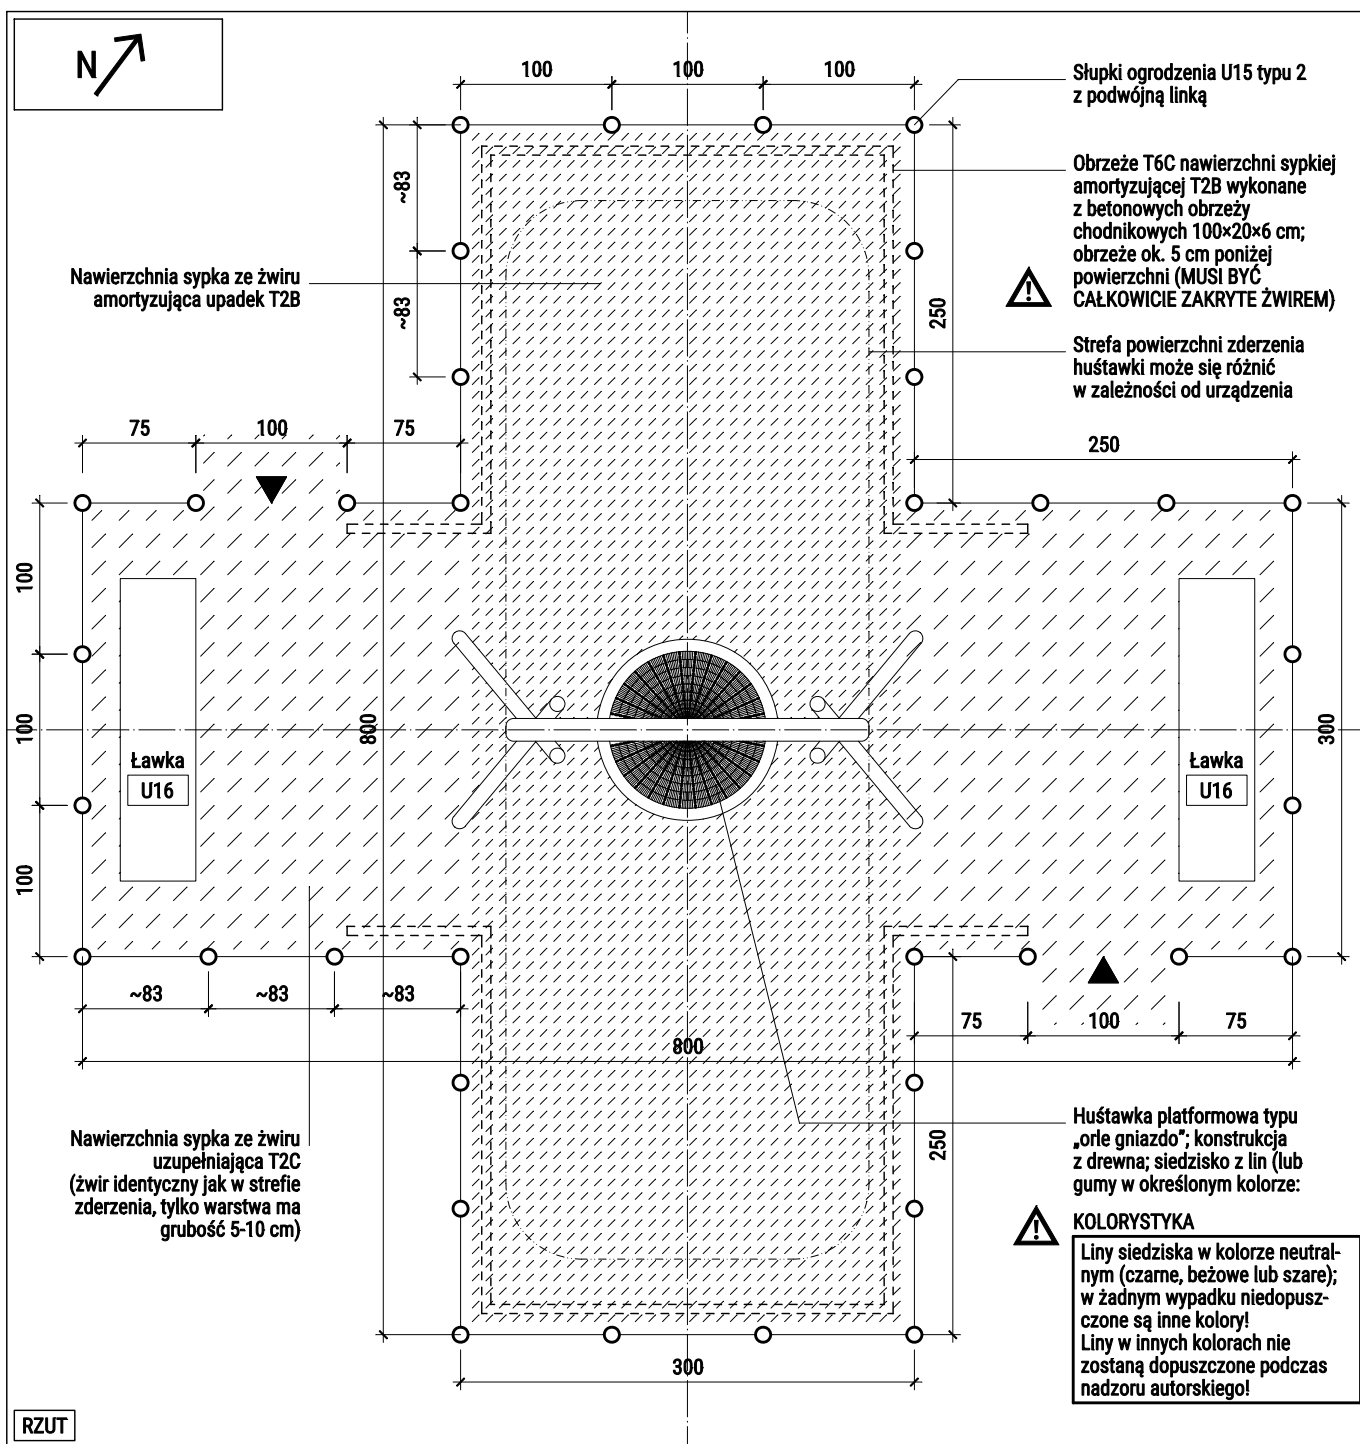 N
100
100
100
Słupki ogrodzenia U15 typu 2
z podwójną linką
~83
~83
250
Obrzeże T6C nawierzchni sypkiej
amortyzującej T2B wykonane
z betonowych obrzeży
chodnikowych 100×20×6 cm;
obrzeże ok. 5 cm poniżej
powierzchni (MUSI BYĆ
CAŁKOWICIE ZAKRYTE ŻWIREM)
Nawierzchnia sypka ze żwiru
amortyzująca upadek T2B
Strefa powierzchni zderzenia
huśtawki może się różnić
w zależności od urządzenia
75
100
75
250
100
100
100
800
300
Ławka
U16
Ławka
U16
~83
~83
~83
75
100
75
800
250
Nawierzchnia sypka ze żwiru
uzupełniająca T2C
(żwir identyczny jak w strefie
zderzenia, tylko warstwa ma
grubość 5-10 cm)
Huśtawka platformowa typu
„orle gniazdo”; konstrukcja
z drewna; siedzisko z lin (lub
gumy w określonym kolorze:
KOLORYSTYKA
Liny siedziska w kolorze neutral-
nym (czarne, beżowe lub szare);
w żadnym wypadku niedopusz-
czone są inne kolory!
Liny w innych kolorach nie
zostaną dopuszczone podczas
nadzoru autorskiego!
300
RZUT